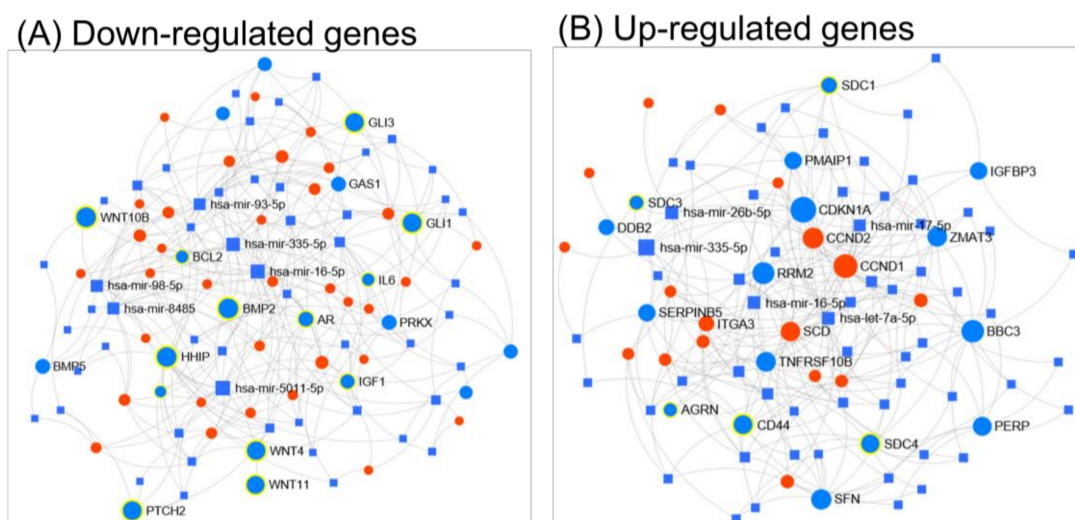 (A) Down-regulated genes
GLI3
GAS1
hsa-mir-93-5p
WNT10B
GLI1
hsa-mir-335-5p
BCL2
hsa-mir-16-5p
IL6
hsa-mir-98-5p
hsa-mir-8485
BMP2
AR
PRKX
HHIP
BMP5
IGF1
hsa-mir-5011-5p
WNT4
WNT11
PTCH2
(B) Up-regulated genes
SDC1
PMAIP1
IGFBP3
SDC3
hsa-mir-26b-5p
CDKN1A
DDB2
hsa-mir-17-5p
CCND2
ZMAT3
hsa-mir-335-5p
CCND1
RRM2
hsa-mir-16-5p
SERPINB5
hsa-let-7a-5p
ITGA3
SCD
BBC3
TNFRSF10B
AGRN
CD44
PERP
SDC4
SFN